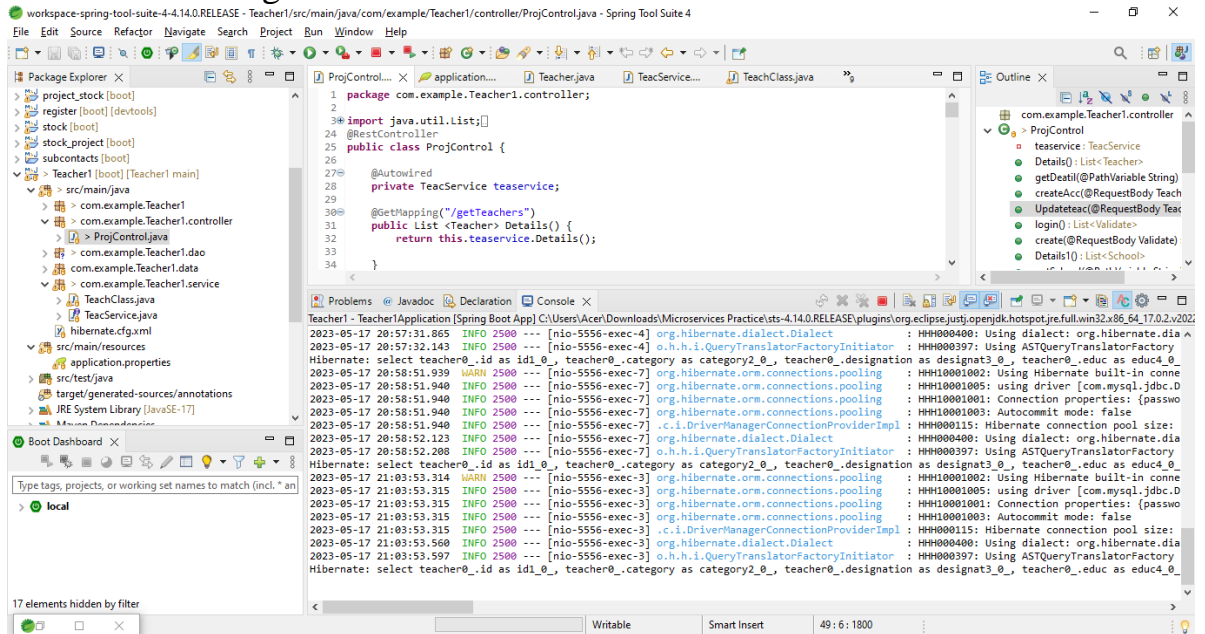 workspace-spring-tool-suite-4-4.14.0.RELEASE - Teacher1/src/main/java/com/example/Teacher1/controller/ProjControl.java - Spring Tool Suite 4
File Edit Source Refactor Navigate Search Project Run Window Help
Package Explorer
project_stock [boot]
register [boot] [devtools]
stock [boot]
stock_project [boot]
subcontacts [boot]
> Teacher1 [boot] [Teacher1 main]
> src/main/java
> com.example.Teacher1
> com.example.Teacher1.controller
> ProjControl.java
> com.example.Teacher1.dao
com.example.Teacher1.data
> com.example.Teacher1.service
TeachClass.java
TeacService.java
hibernate.cfg.xml
src/main/resources
application.properties
src/test/java
target/generated-sources/annotations
JRE System Library [JavaSE-17]
Maven Dependencies
Boot Dashboard
Type tags, projects, or working set names to match (incl. * an
local
17 elements hidden by filter
ProjControl.... application.... Teacher.java TeacService.... TeachClass.java »9
1 package com.example.Teacher1.controller;
2
3 import java.util.List;
24 @RestController
25 public class ProjControl {
26
27 @Autowired
28 private TeacService teaservice;
29
30 @GetMapping("/getTeachers")
31 public List <Teacher> Details() {
32 return this.teaservice.Details();
33
34 }
Outline
com.example.Teacher1.controller
> ProjControl
teaservice : TeacService
Details() : List<Teacher>
getDeatil(@PathVariable String)
createAcc(@RequestBody Teach
Updateteac(@RequestBody Teac
login() : List<Validate>
create(@RequestBody Validate)
Details1() : List<School>
Problems @ Javadoc Declaration Console
Teacher1 - Teacher1Application [Spring Boot App] C:\Users\Acer\Downloads\Microservices Practice\sts-4.14.0.RELEASE\plugins\org.eclipse.justj.openjdk.hotspot.jre.full.win32.x86_64_17.0.2.v2022
2023-05-17 20:57:31.865 INFO 2500 --- [nio-5556-exec-4] org.hibernate.dialect.Dialect : HHH000400: Using dialect: org.hibernate.dia
2023-05-17 20:57:32.143 INFO 2500 --- [nio-5556-exec-4] o.h.h.i.QueryTranslatorFactoryInitiator : HHH000397: Using ASTQueryTranslatorFactory
Hibernate: select teacher0_.id as id1_0_, teacher0_.category as category2_0_, teacher0_.designation as designat3_0_, teacher0_.educ as educ4_0_
2023-05-17 20:58:51.939 WARN 2500 --- [nio-5556-exec-7] org.hibernate.orm.connections.pooling : HHH10001002: Using Hibernate built-in conne
2023-05-17 20:58:51.940 INFO 2500 --- [nio-5556-exec-7] org.hibernate.orm.connections.pooling : HHH10001005: using driver [com.mysql.jdbc.D
2023-05-17 20:58:51.940 INFO 2500 --- [nio-5556-exec-7] org.hibernate.orm.connections.pooling : HHH10001001: Connection properties: {passwo
2023-05-17 20:58:51.940 INFO 2500 --- [nio-5556-exec-7] org.hibernate.orm.connections.pooling : HHH10001003: Autocommit mode: false
2023-05-17 20:58:51.940 INFO 2500 --- [nio-5556-exec-7] .c.i.DriverManagerConnectionProviderImpl : HHH000115: Hibernate connection pool size:
2023-05-17 20:58:52.123 INFO 2500 --- [nio-5556-exec-7] org.hibernate.dialect.Dialect : HHH000400: Using dialect: org.hibernate.dia
2023-05-17 20:58:52.208 INFO 2500 --- [nio-5556-exec-7] o.h.h.i.QueryTranslatorFactoryInitiator : HHH000397: Using ASTQueryTranslatorFactory
Hibernate: select teacher0_.id as id1_0_, teacher0_.category as category2_0_, teacher0_.designation as designat3_0_, teacher0_.educ as educ4_0_
2023-05-17 21:03:53.314 WARN 2500 --- [nio-5556-exec-3] org.hibernate.orm.connections.pooling : HHH10001002: Using Hibernate built-in conne
2023-05-17 21:03:53.315 INFO 2500 --- [nio-5556-exec-3] org.hibernate.orm.connections.pooling : HHH10001005: using driver [com.mysql.jdbc.D
2023-05-17 21:03:53.315 INFO 2500 --- [nio-5556-exec-3] org.hibernate.orm.connections.pooling : HHH10001001: Connection properties: {passwo
2023-05-17 21:03:53.315 INFO 2500 --- [nio-5556-exec-3] org.hibernate.orm.connections.pooling : HHH10001003: Autocommit mode: false
2023-05-17 21:03:53.315 INFO 2500 --- [nio-5556-exec-3] .c.i.DriverManagerConnectionProviderImpl : HHH000115: Hibernate connection pool size:
2023-05-17 21:03:53.560 INFO 2500 --- [nio-5556-exec-3] org.hibernate.dialect.Dialect : HHH000400: Using dialect: org.hibernate.dia
2023-05-17 21:03:53.597 INFO 2500 --- [nio-5556-exec-3] o.h.h.i.QueryTranslatorFactoryInitiator : HHH000397: Using ASTQueryTranslatorFactory
Hibernate: select teacher0_.id as id1_0_, teacher0_.category as category2_0_, teacher0_.designation as designat3_0_, teacher0_.educ as educ4_0_
Writable Smart Insert 49 : 6 : 1800